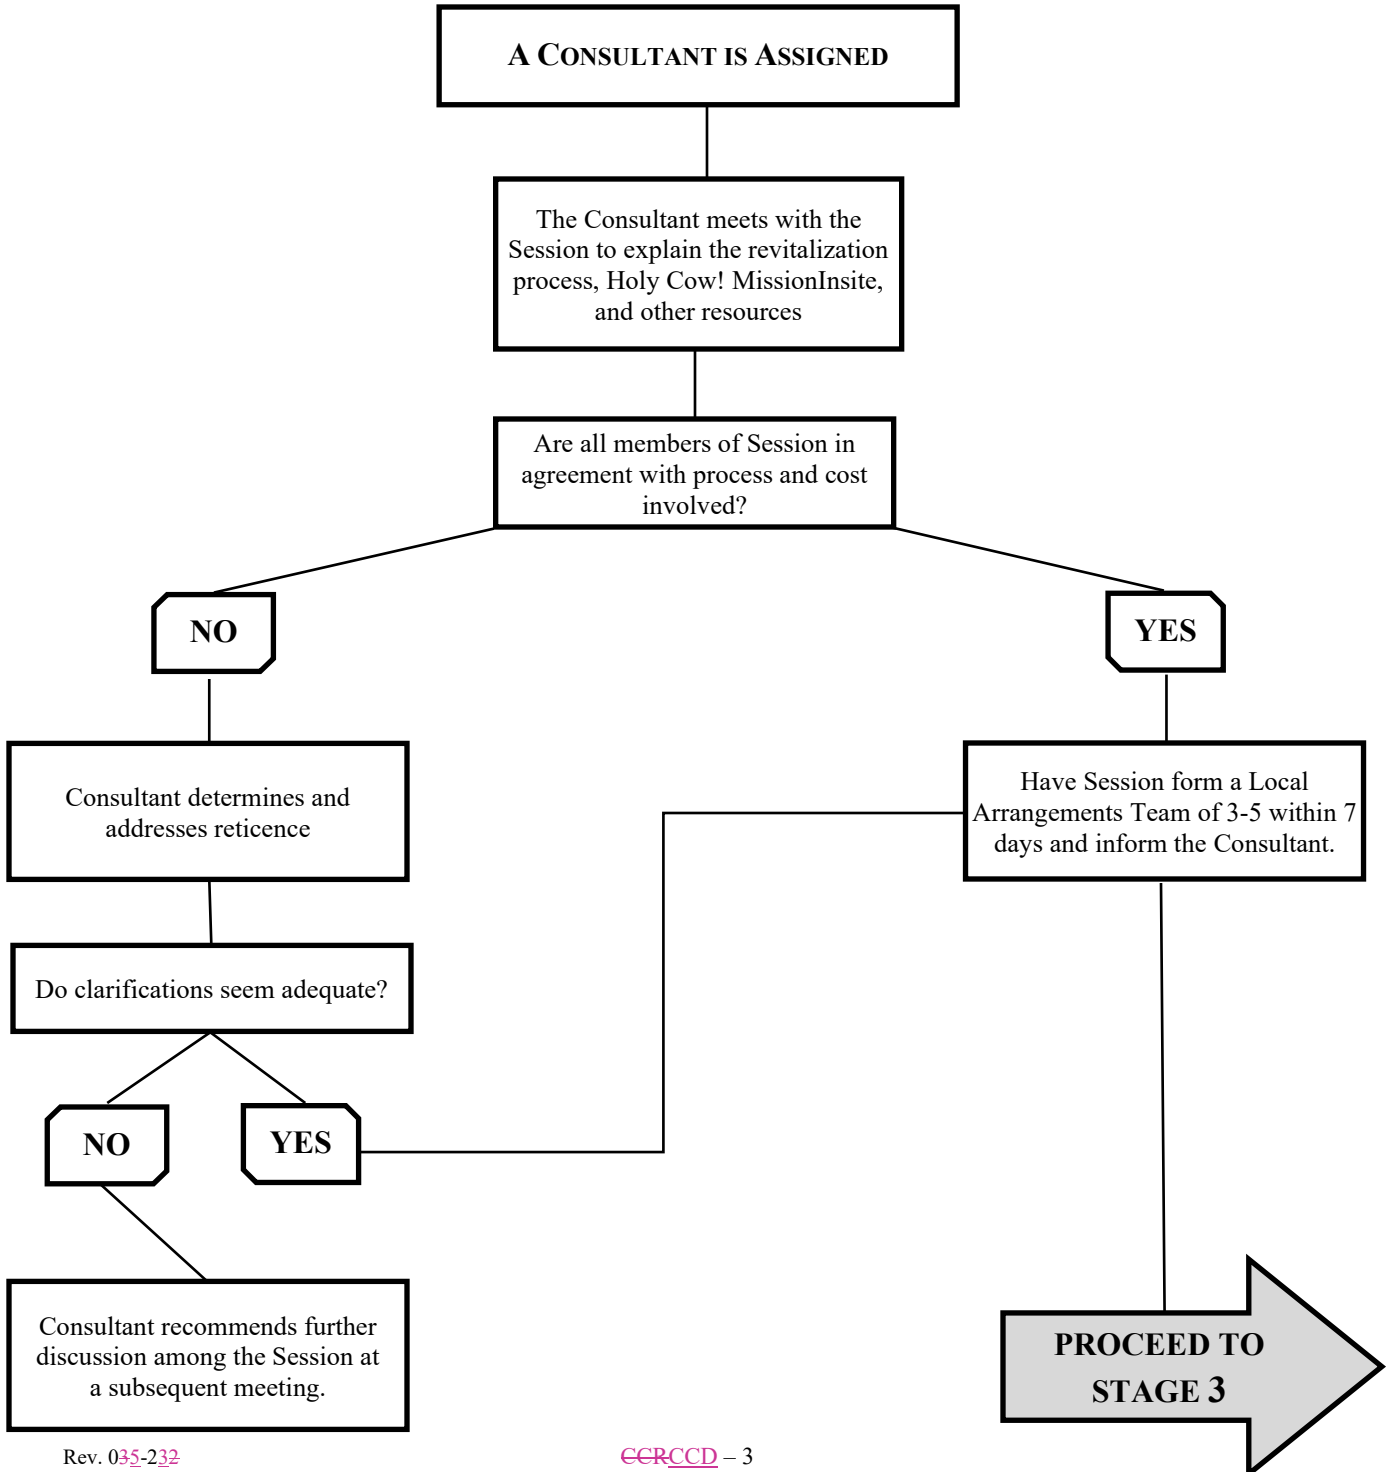 A CONSULTANT IS ASSIGNED
The Consultant meets with the
Session to explain the revitalization
process, Holy Cow! MissionInsite,
and other resources
Are all members of Session in
agreement with process and cost
involved?
NO
YES
Consultant determines and
addresses reticence
Have Session form a Local
Arrangements Team of 3-5 within 7
days and inform the Consultant.
Do clarifications seem adequate?
NO
YES
Consultant recommends further
discussion among the Session at
a subsequent meeting.
PROCEED TO
STAGE 3
Rev. 035-232
CCRCCD – 3